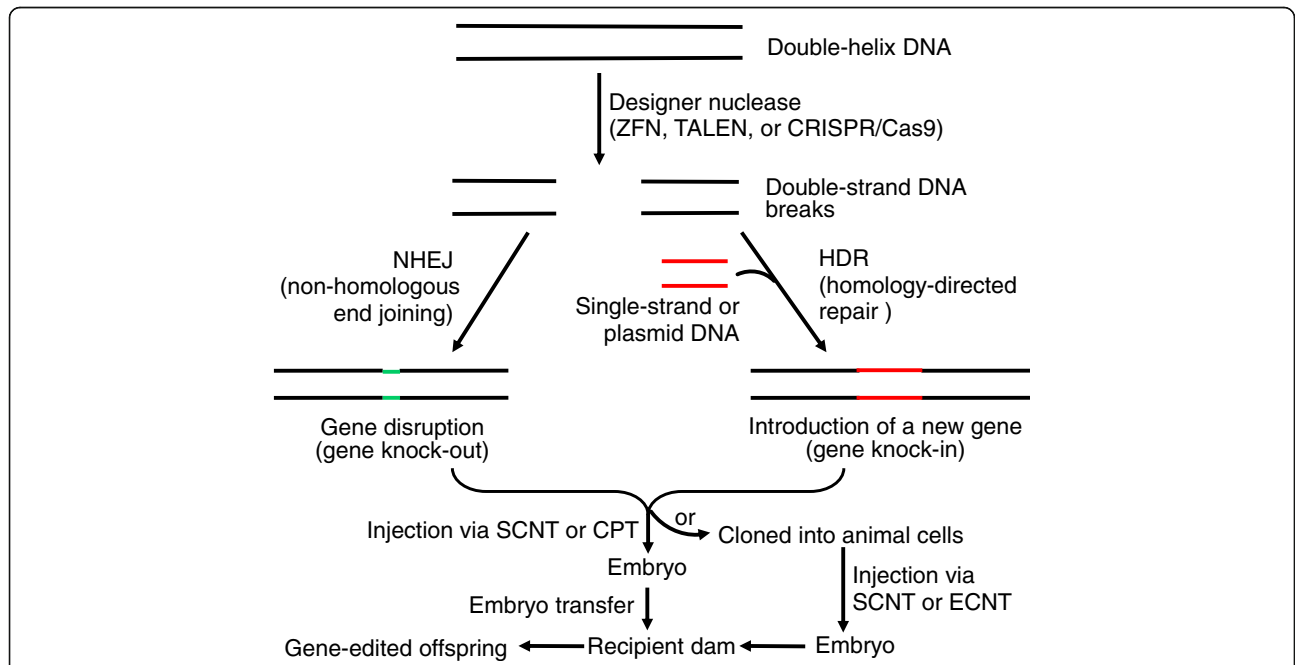 Double-helix DNA
Designer nuclease
(ZFN, TALEN, or CRISPR/Cas9)
Double-strand DNA
breaks
NHEJ
(non-homologous
end joining)
Single-strand or
plasmid DNA
HDR
(homology-directed
repair )
Gene disruption
(gene knock-out)
Introduction of a new gene
(gene knock-in)
Injection via SCNT or CPT
or
Cloned into animal cells
Embryo
Injection via
SCNT or ECNT
Embryo transfer
Gene-edited offspring
Recipient dam
Embryo